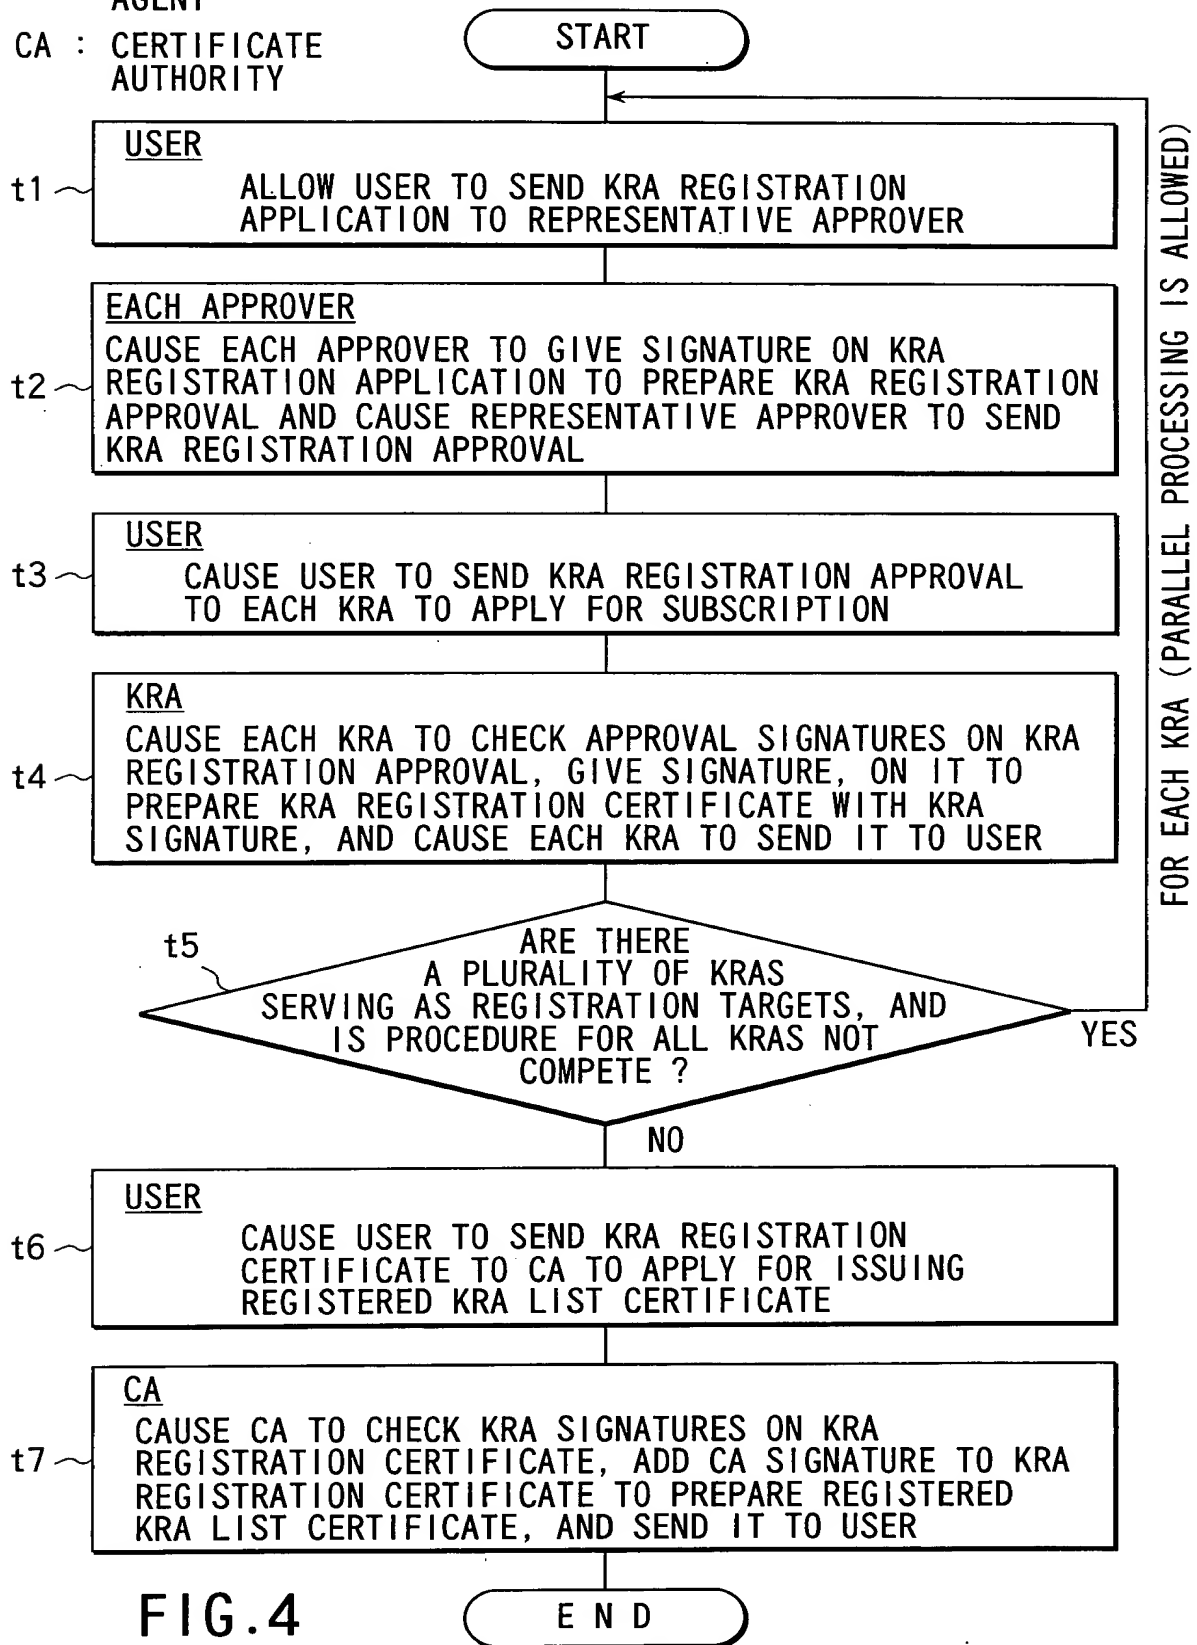 AGENT
CA : CERTIFICATE
AUTHORITY
START
t1
USER
ALLOW USER TO SEND KRA REGISTRATION
APPLICATION TO REPRESENTATIVE APPROVER
t2
EACH APPROVER
CAUSE EACH APPROVER TO GIVE SIGNATURE ON KRA
REGISTRATION APPLICATION TO PREPARE KRA REGISTRATION
APPROVAL AND CAUSE REPRESENTATIVE APPROVER TO SEND
KRA REGISTRATION APPROVAL
t3
USER
CAUSE USER TO SEND KRA REGISTRATION APPROVAL
TO EACH KRA TO APPLY FOR SUBSCRIPTION
t4
KRA
CAUSE EACH KRA TO CHECK APPROVAL SIGNATURES ON KRA
REGISTRATION APPROVAL, GIVE SIGNATURE, ON IT TO
PREPARE KRA REGISTRATION CERTIFICATE WITH KRA
SIGNATURE, AND CAUSE EACH KRA TO SEND IT TO USER
t5
ARE THERE
A PLURALITY OF KRAS
SERVING AS REGISTRATION TARGETS, AND
IS PROCEDURE FOR ALL KRAS NOT
COMPETE ?
YES
FOR EACH KRA (PARALLEL PROCESSING IS ALLOWED)
NO
t6
USER
CAUSE USER TO SEND KRA REGISTRATION
CERTIFICATE TO CA TO APPLY FOR ISSUING
REGISTERED KRA LIST CERTIFICATE
t7
CA
CAUSE CA TO CHECK KRA SIGNATURES ON KRA
REGISTRATION CERTIFICATE, ADD CA SIGNATURE TO KRA
REGISTRATION CERTIFICATE TO PREPARE REGISTERED
KRA LIST CERTIFICATE, AND SEND IT TO USER
END
FIG.4